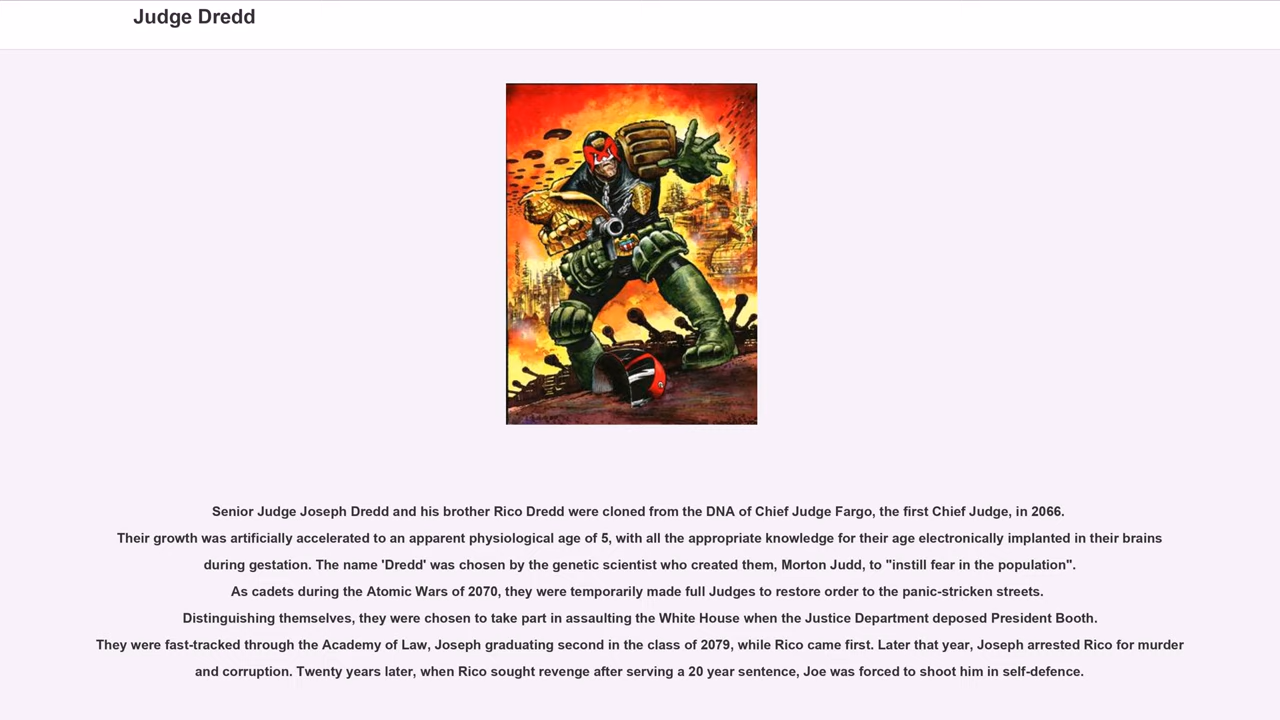 Judge Dredd
Senior Judge Joseph Dredd and his brother Rico Dredd were cloned from the DNA of Chief Judge Fargo, the first Chief Judge, in 2066.
Their growth was artificially accelerated to an apparent physiological age of 5, with all the appropriate knowledge for their age electronically implanted in their brains
during gestation. The name 'Dredd' was chosen by the genetic scientist who created them, Morton Judd, to "instill fear in the population".
As cadets during the Atomic Wars of 2070, they were temporarily made full Judges to restore order to the panic-stricken streets.
Distinguishing themselves, they were chosen to take part in assaulting the White House when the Justice Department deposed President Booth.
They were fast-tracked through the Academy of Law, Joseph graduating second in the class of 2079, while Rico came first. Later that year, Joseph arrested Rico for murder
and corruption. Twenty years later, when Rico sought revenge after serving a 20 year sentence, Joe was forced to shoot him in self-defence.